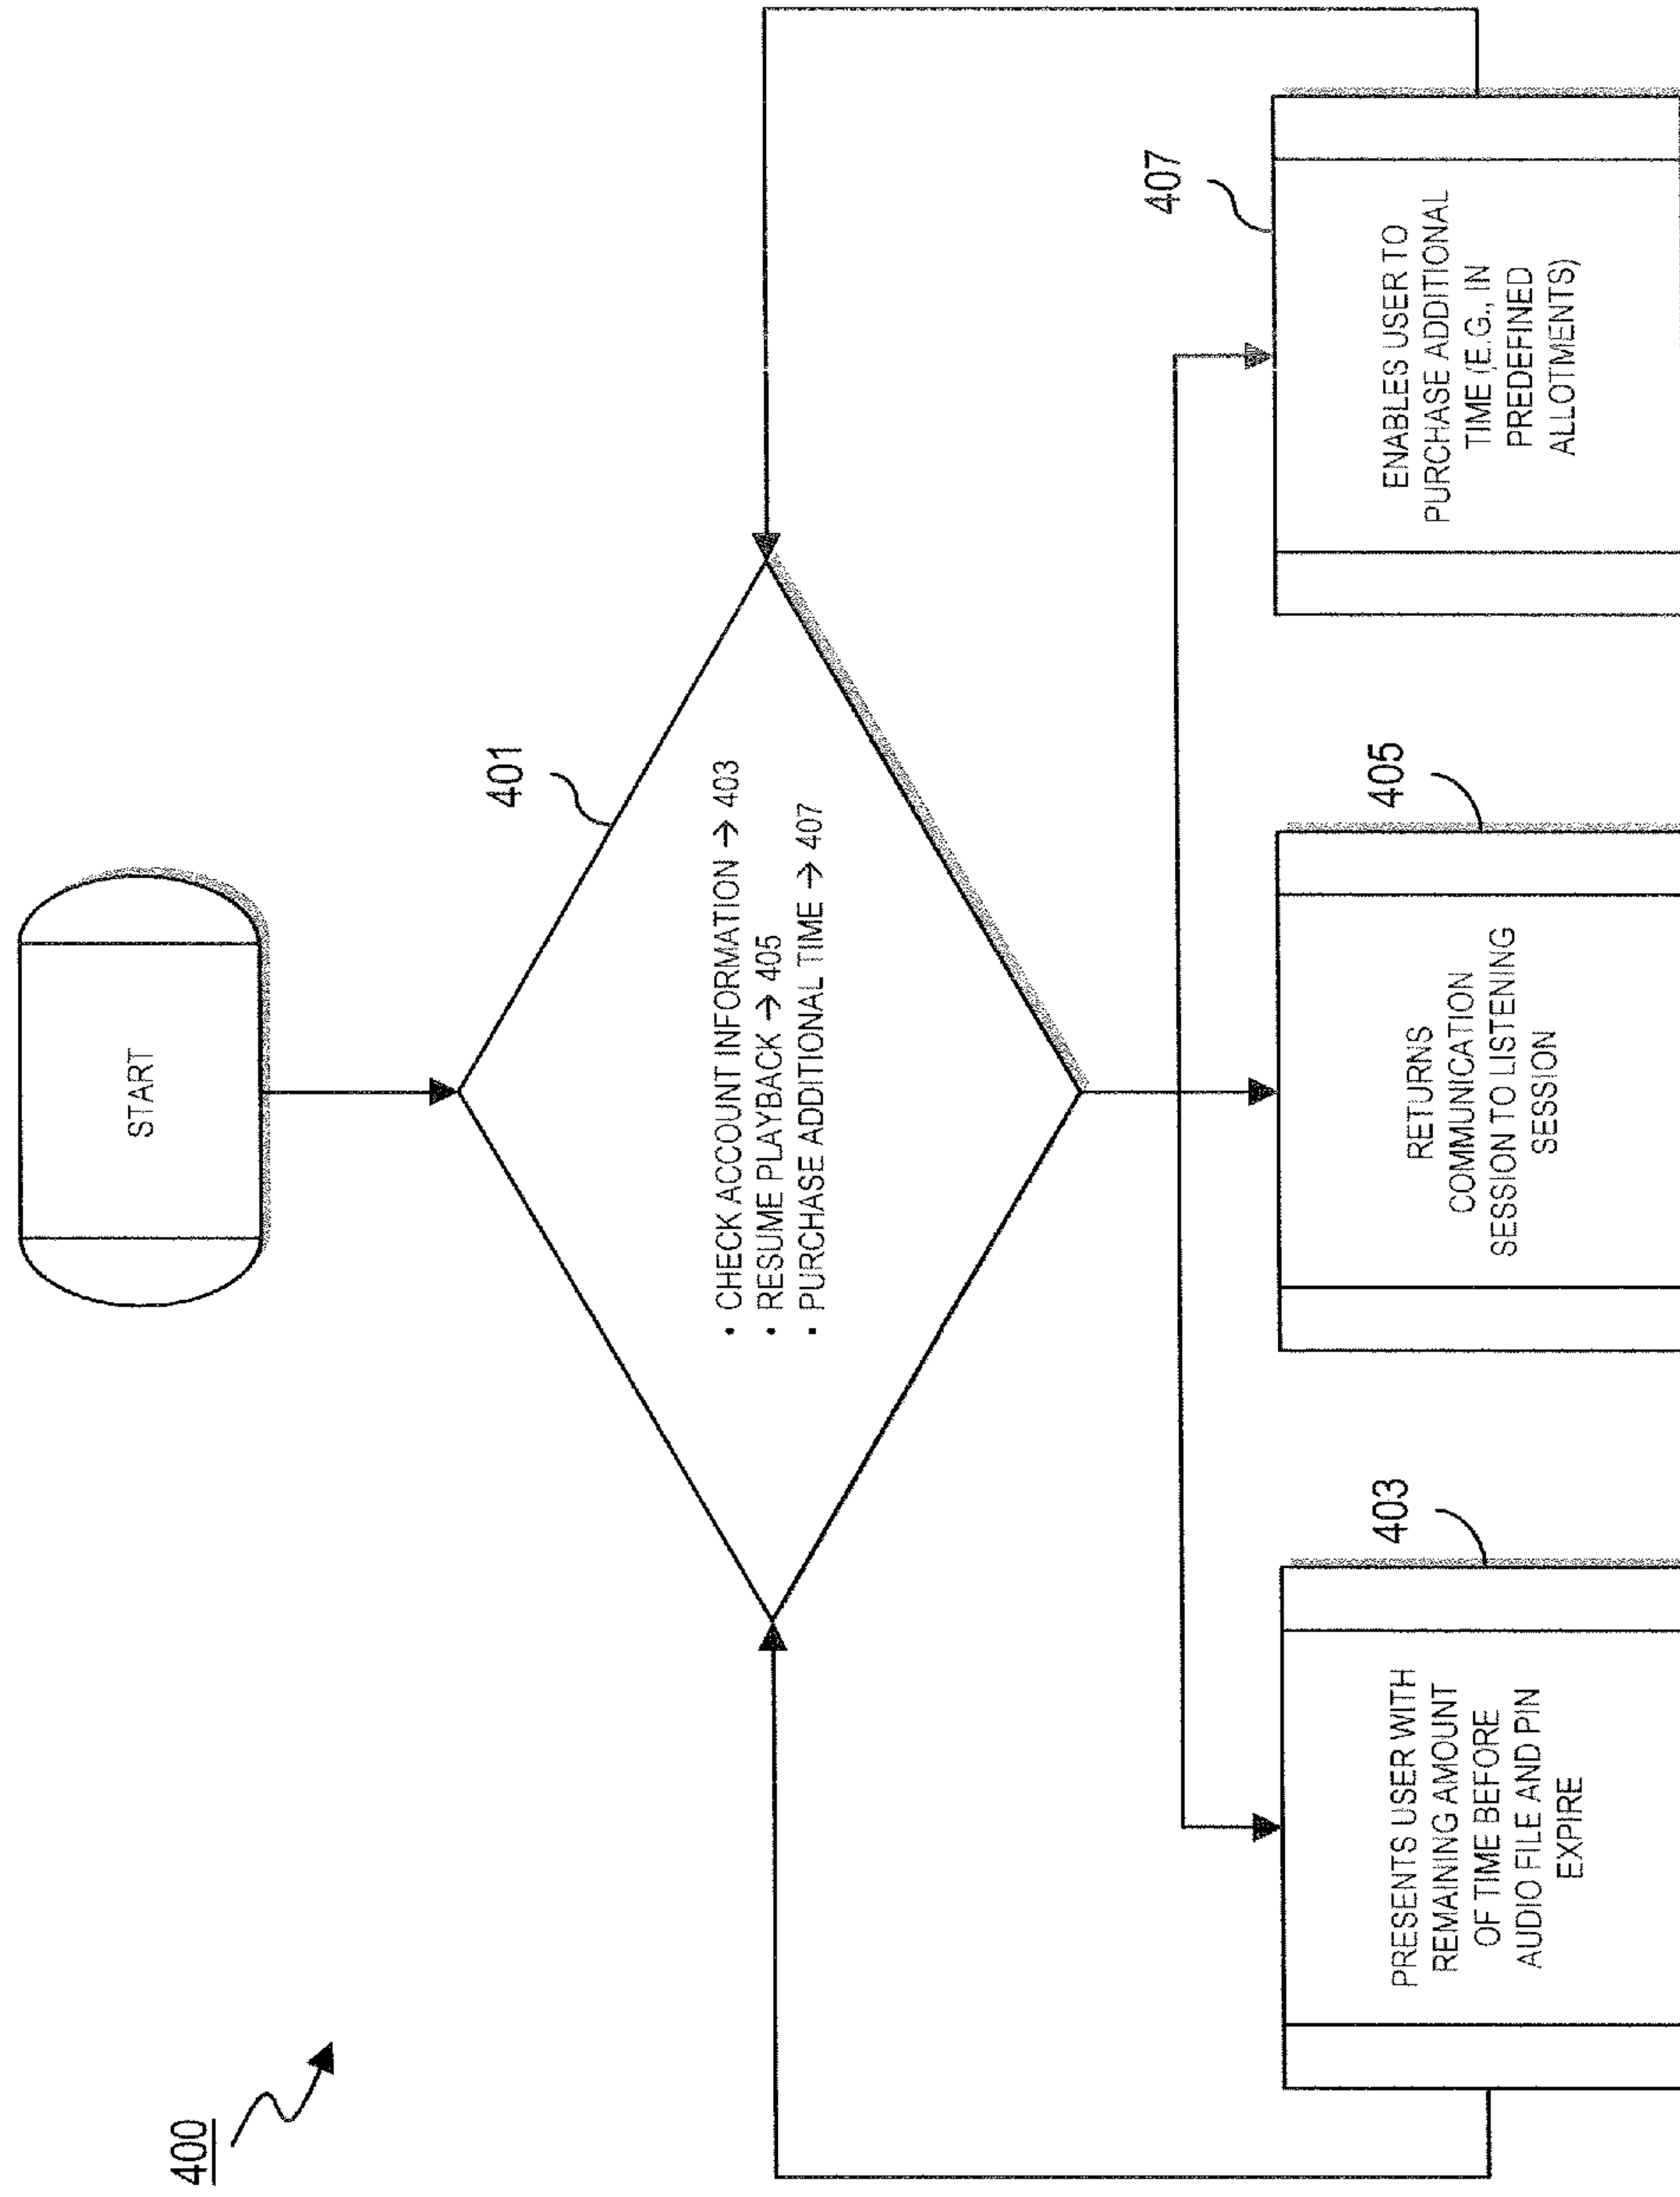 400
START
401
• CHECK ACCOUNT INFORMATION → 403
• RESUME PLAYBACK → 405
• PURCHASE ADDITIONAL TIME → 407
403
PRESENTS USER WITH
REMAINING AMOUNT
OF TIME BEFORE
AUDIO FILE AND PIN
EXPIRE
405
RETURNS
COMMUNICATION
SESSION TO LISTENING
SESSION
407
ENABLES USER TO
PURCHASE ADDITIONAL
TIME (E.G., IN
PREDEFINED
ALLOTMENTS)